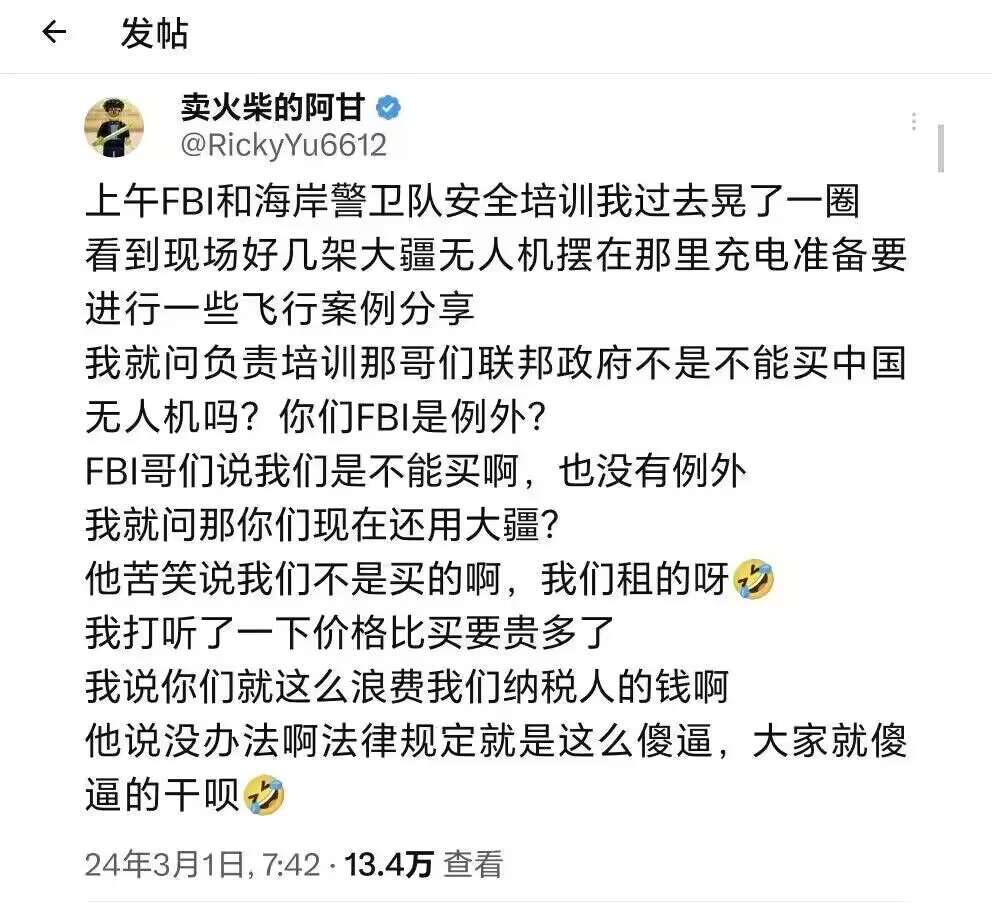 发帖
卖火柴的阿甘
@RickyYu6612
上午FBI和海岸警卫队安全培训我过去晃了一圈
看到现场好几架大疆无人机摆在那里充电准备要
进行一些飞行案例分享
我就问负责培训那哥们联邦政府不是不能买中国
无人机吗？你们FBI是例外？
FBI哥们说我们是不能买啊，也没有例外
我就问那你们现在还用大疆？
他苦笑说我们不是买的啊，我们租的呀🤣
我打听了一下价格比买要贵多了
我说你们就这么浪费我们纳税人的钱啊
他说没办法啊法律规定就是这么傻逼，大家就傻
逼的干呗🤣
24年3月1日, 7:42 · 13.4万 查看